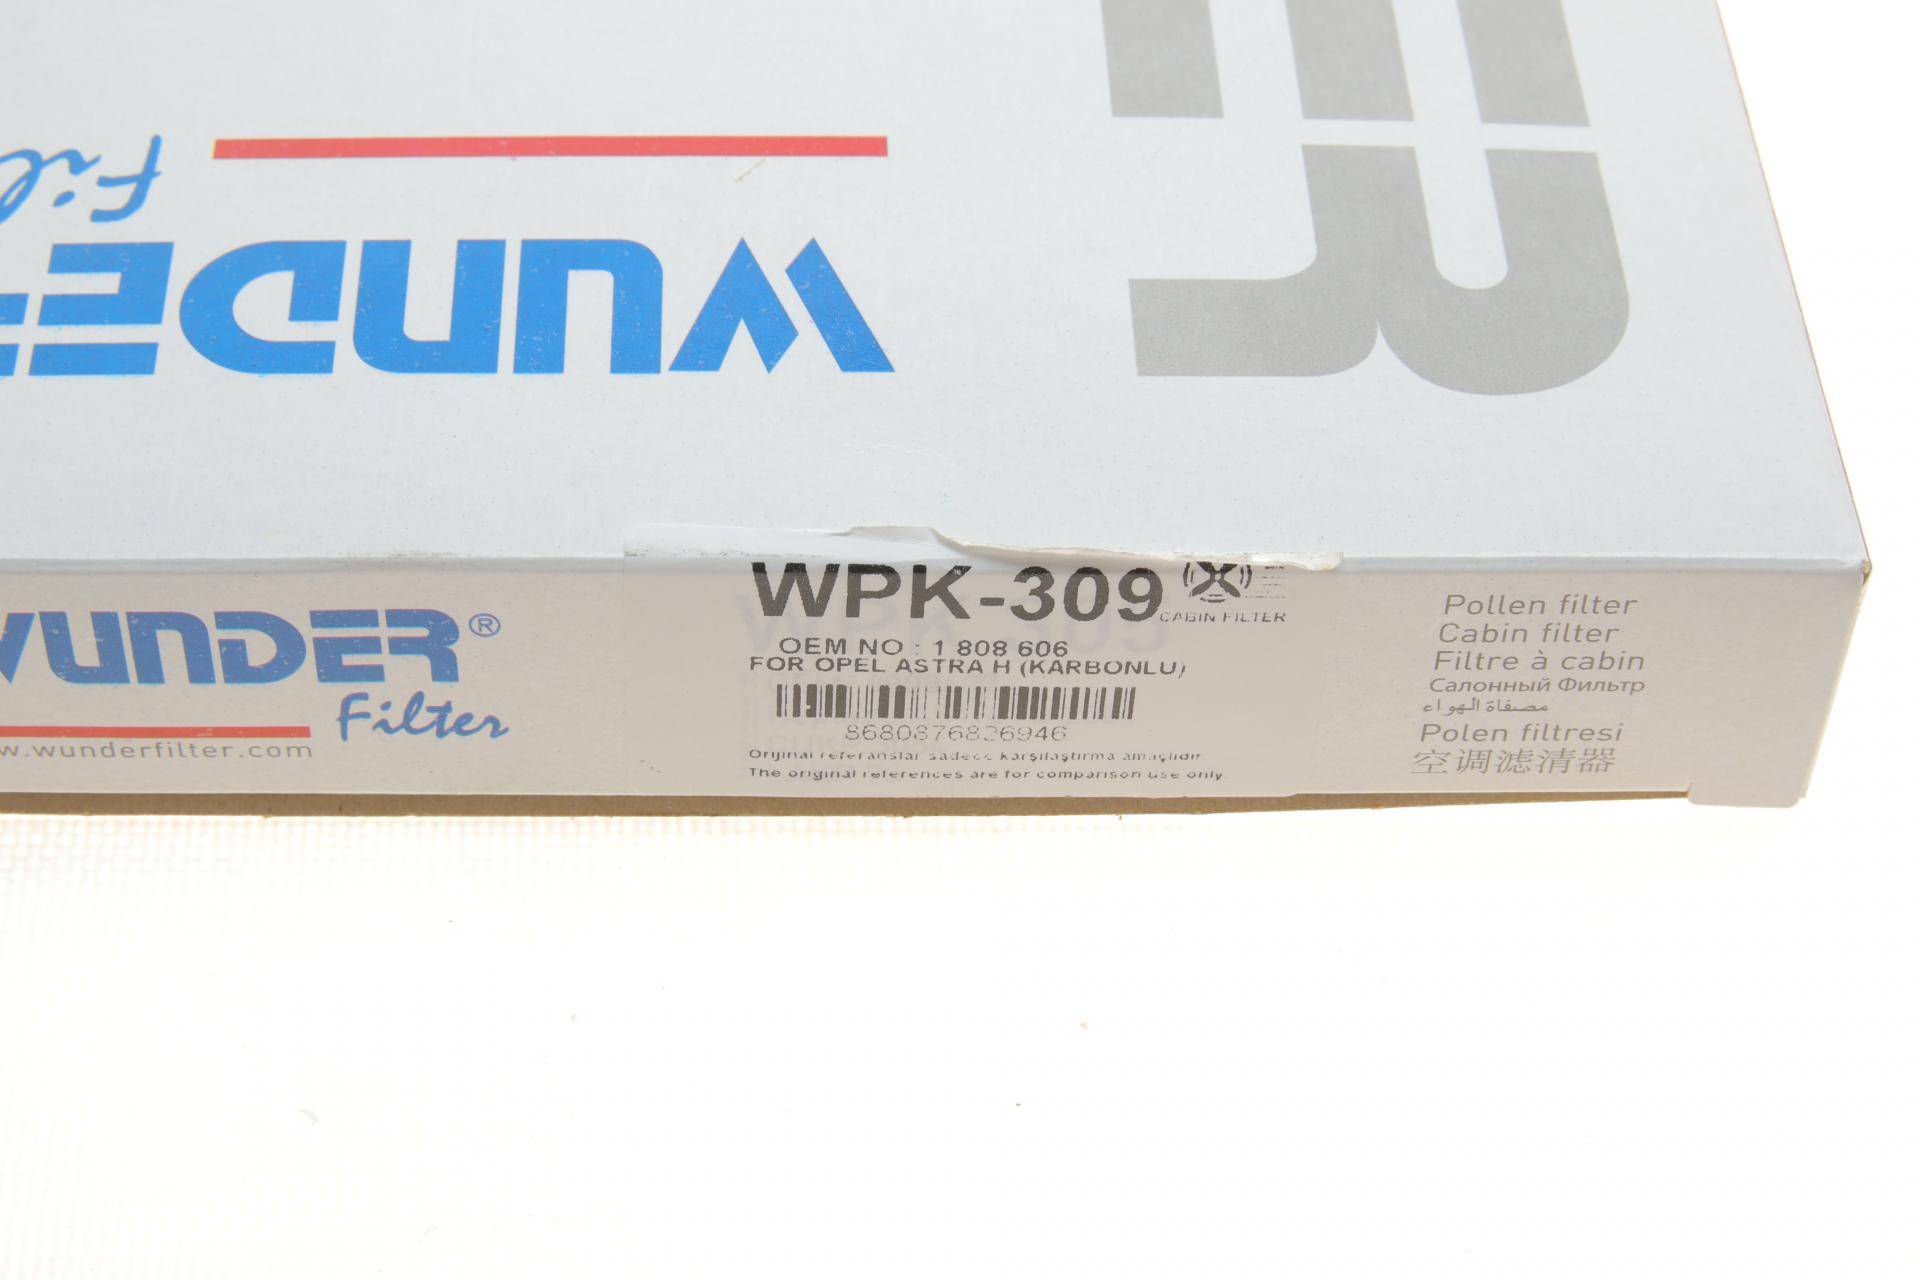 Fil
WUNDE
WPK-309
CABIN FILTER
OEM NO : 1 808 606
FOR OPEL ASTRA H (KARBONLU)
8680876826946
Orijinal referanslar sadece karşılaştırma amaçlıdır
The original references are for comparison use only.
WUNDER®
Filter
w.wunderfilter.com
Pollen filter
Cabin filter
Filtre à cabin
Салонный Фильтр
مصفاة الهواء
Polen filtresi
空调滤清器